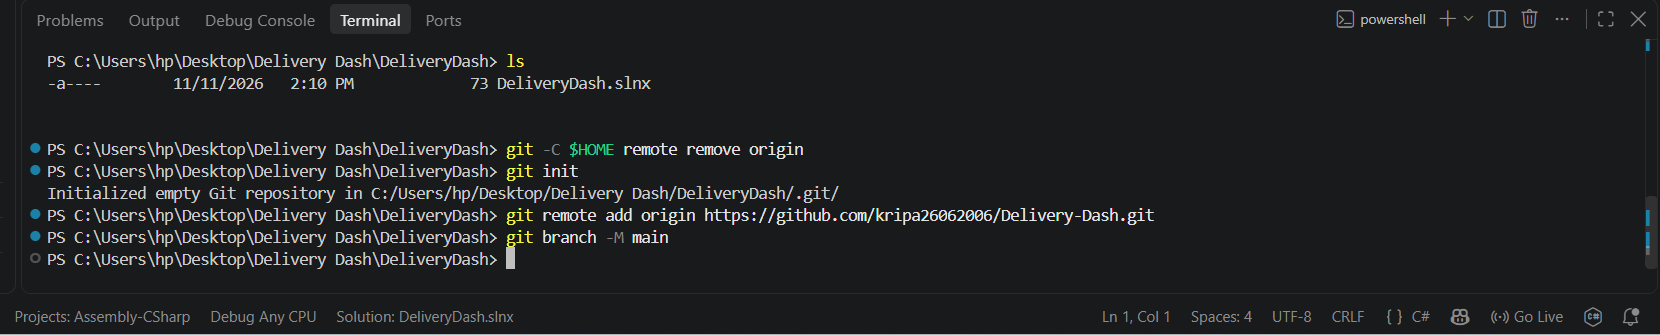 Problems Output Debug Console Terminal Ports powershell
PS C:\Users\hp\Desktop\Delivery Dash\DeliveryDash> ls
-a---- 11/11/2026 2:10 PM 73 DeliveryDash.slnx
PS C:\Users\hp\Desktop\Delivery Dash\DeliveryDash> git -C $HOME remote remove origin
PS C:\Users\hp\Desktop\Delivery Dash\DeliveryDash> git init
Initialized empty Git repository in C:/Users/hp/Desktop/Delivery Dash/DeliveryDash/.git/
PS C:\Users\hp\Desktop\Delivery Dash\DeliveryDash> git remote add origin https://github.com/kripa26062006/Delivery-Dash.git
PS C:\Users\hp\Desktop\Delivery Dash\DeliveryDash> git branch -M main
PS C:\Users\hp\Desktop\Delivery Dash\DeliveryDash>
Projects: Assembly-CSharp Debug Any CPU Solution: DeliveryDash.slnx Ln 1, Col 1 Spaces: 4 UTF-8 CRLF { } C# Go Live C#